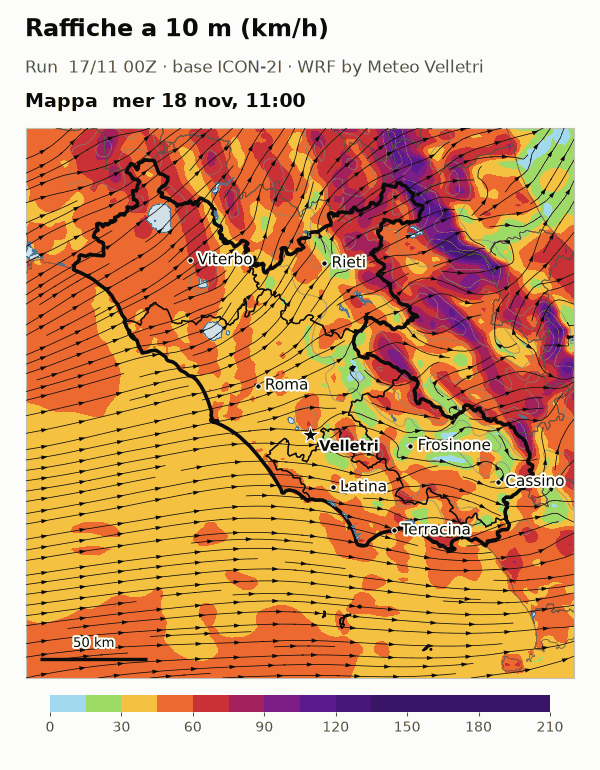 Raffiche a 10 m (km/h)
Run  17/11 00Z · base ICON-2I · WRF by Meteo Velletri
Mappa  mer 18 nov, 11:00
Viterbo
Rieti
Roma
Velletri
Frosinone
Cassino
Latina
Terracina
50 km
0 30 60 90 120 150 180 210